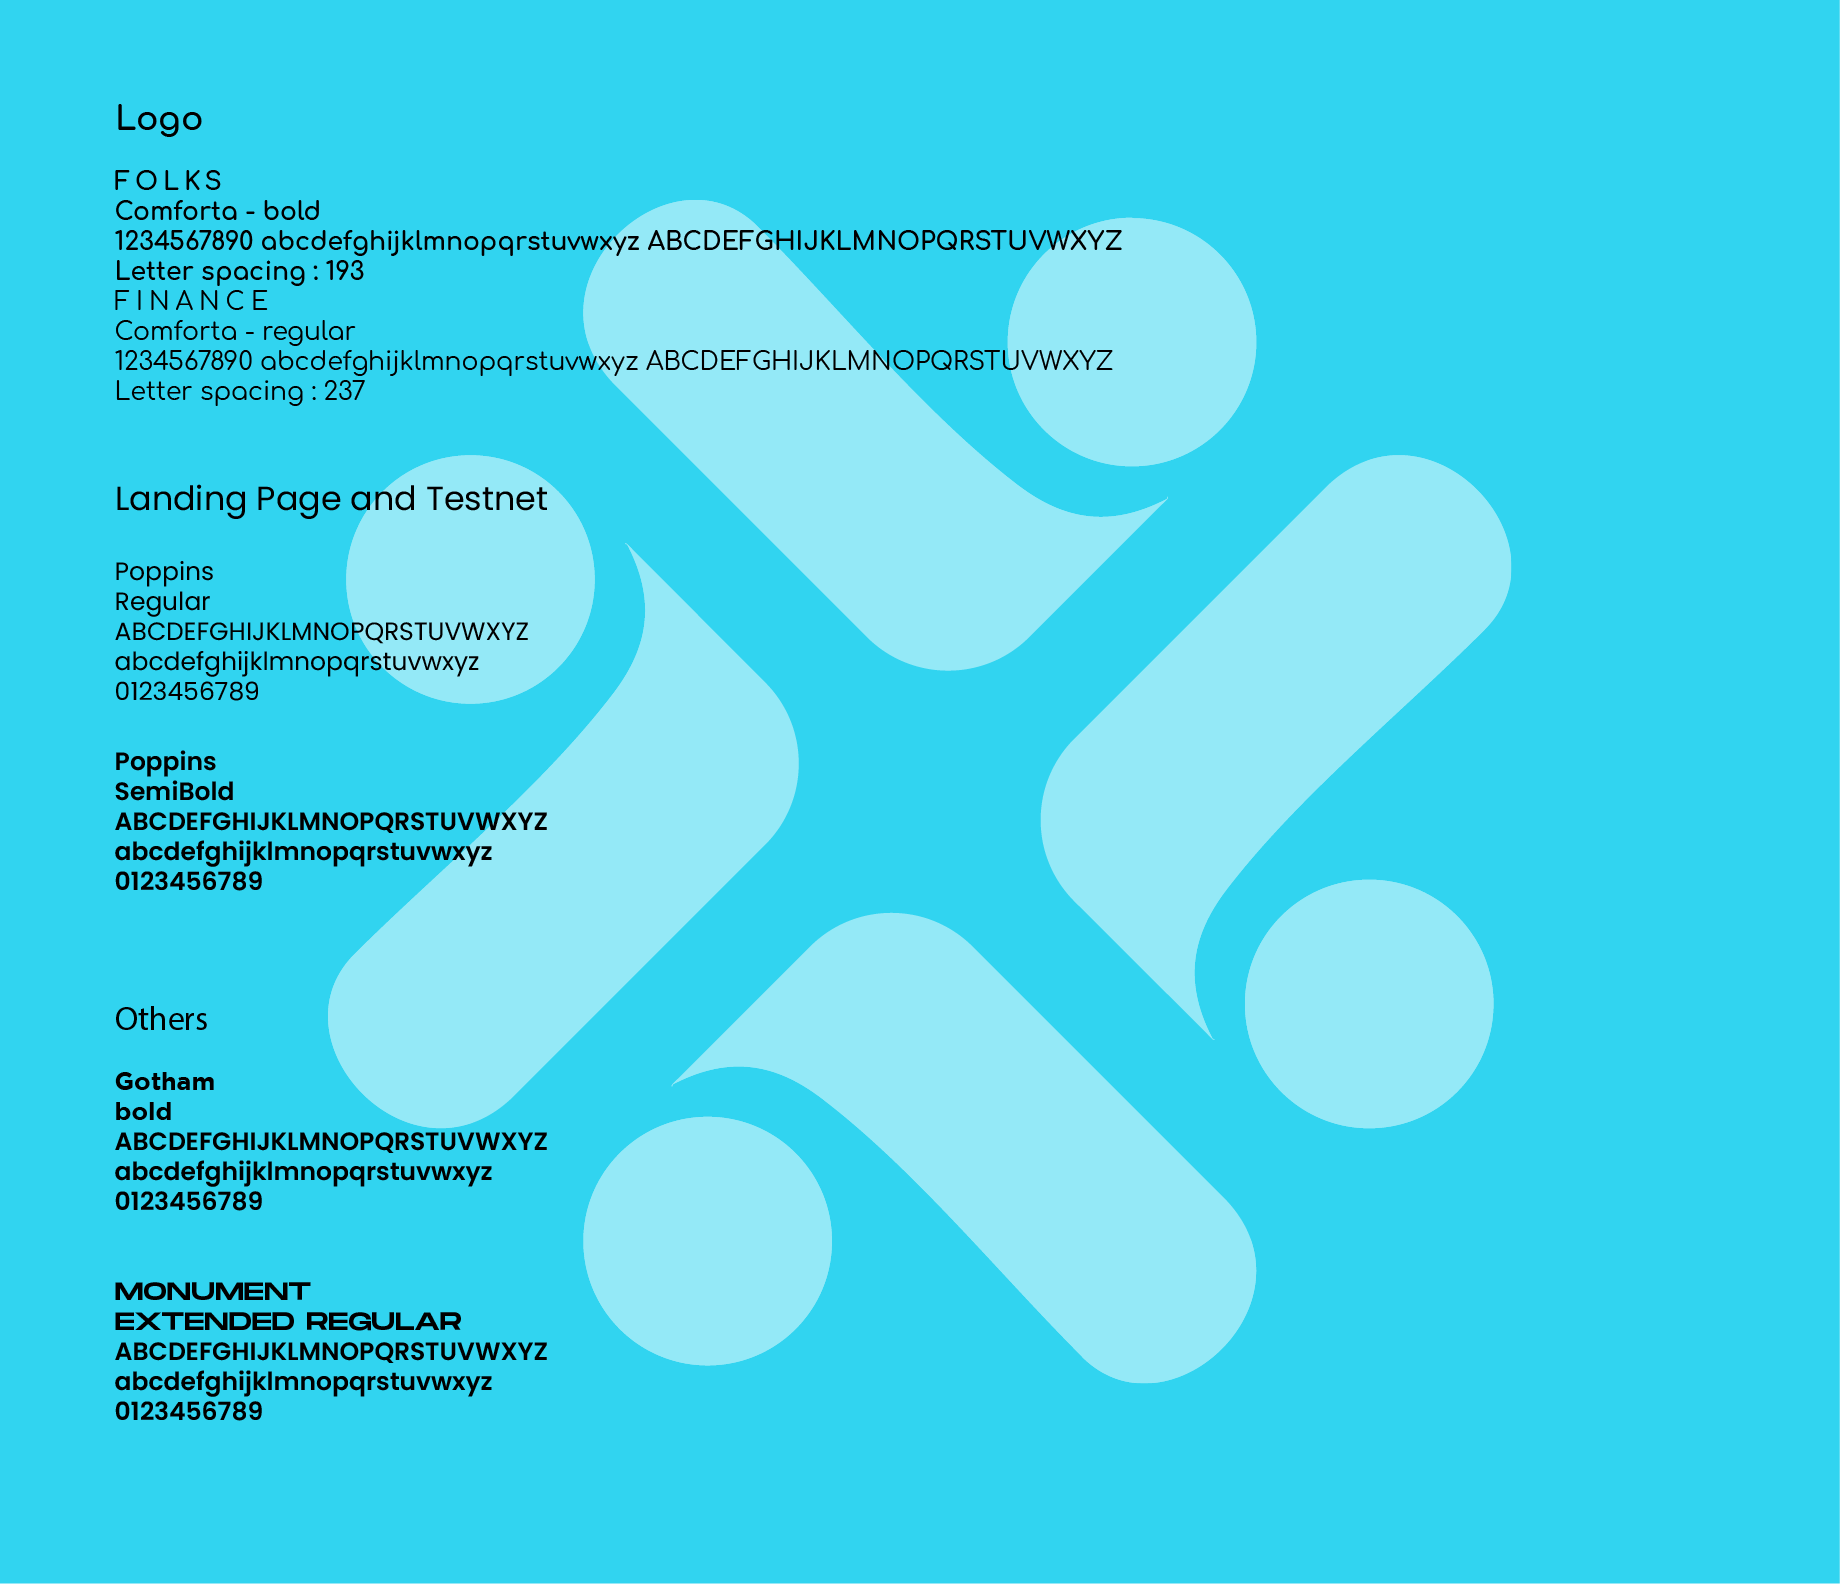 Logo
FOLKS
Comforta - bold
1234567890 abcdefghijklmnopqrstuvwxyz ABCDEFGHIJKLMNOPQRSTUVWXYZ
Letter spacing : 193
FINANCE
Comforta - regular
1234567890 abcdefghijklmnopqrstuvwxyz ABCDEFGHIJKLMNOPQRSTUVWXYZ
Letter spacing : 237
Landing Page and Testnet
Poppins
Regular
ABCDEFGHIJKLMNOPQRSTUVWXYZ
abcdefghijklmnopqrstuvwxyz
0123456789
Poppins
SemiBold
ABCDEFGHIJKLMNOPQRSTUVWXYZ
abcdefghijklmnopqrstuvwxyz
0123456789
Others
Gotham
bold
ABCDEFGHIJKLMNOPQRSTUVWXYZ
abcdefghijklmnopqrstuvwxyz
0123456789
MONUMENT
EXTENDED REGULAR
ABCDEFGHIJKLMNOPQRSTUVWXYZ
abcdefghijklmnopqrstuvwxyz
0123456789